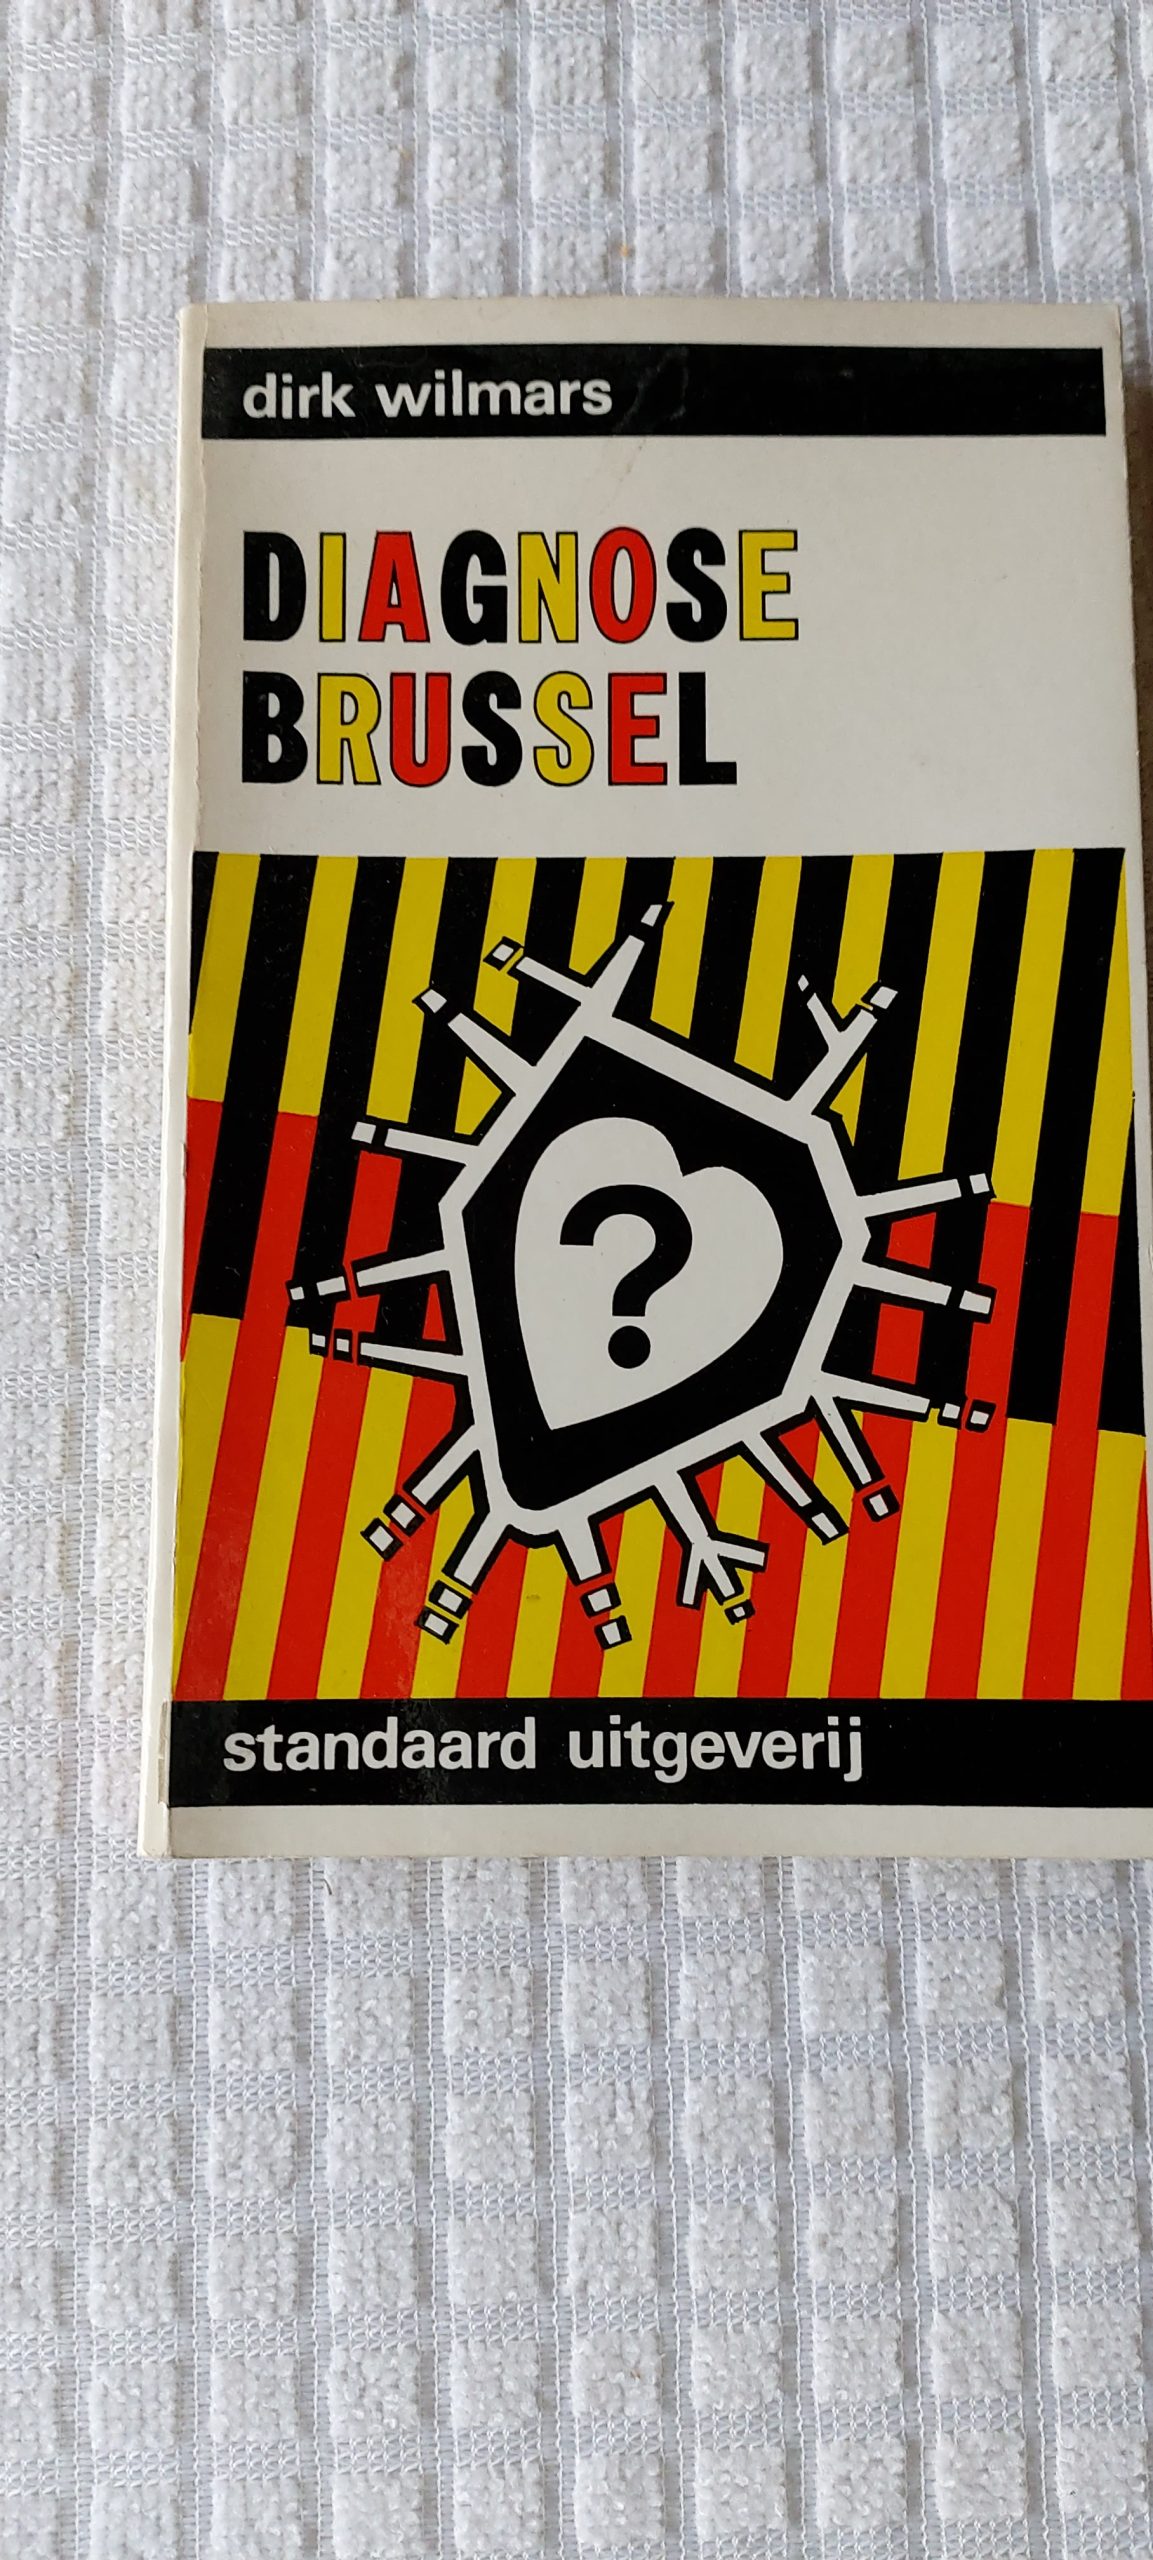 dirk wilmars
DIAGNOSE
BRUSSEL
?
standaard uitgeverij